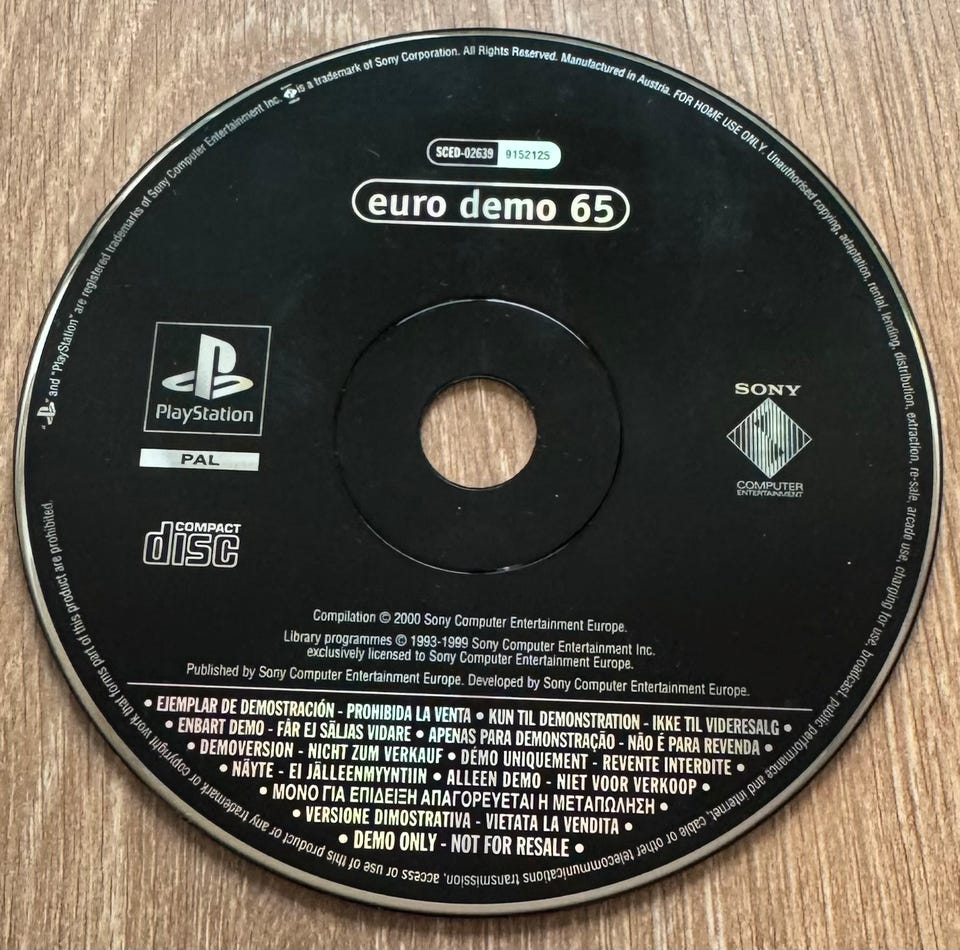 and "PlayStation" are registered trademarks of Sony Computer Entertainment Inc. is a trademark of Sony Corporation. All Rights Reserved. Manufactured in Austria. FOR HOME USE ONLY. Unauthorised copying, adaptation, rental, lending, distribution, extraction, re-sale, arcade use, charging for use, broadcast, public performance and internet, cable or other telecommunications transmission, access or use of this product or any trademark or copyright work that forms part of this product are prohibited.
SCED-02639 9152125
euro demo 65
PlayStation
PAL
COMPACT
disc
SONY
COMPUTER
ENTERTAINMENT
Compilation © 2000 Sony Computer Entertainment Europe.
Library programmes © 1993-1999 Sony Computer Entertainment Inc.
exclusively licensed to Sony Computer Entertainment Europe.
Published by Sony Computer Entertainment Europe. Developed by Sony Computer Entertainment Europe.
• EJEMPLAR DE DEMOSTRACIÓN - PROHIBIDA LA VENTA • KUN TIL DEMONSTRATION - IKKE TIL VIDERESALG •
• ENBART DEMO - FÅR EJ SÄLJAS VIDARE • APENAS PARA DEMONSTRAÇÃO - NÃO É PARA REVENDA •
• DEMOVERSION - NICHT ZUM VERKAUF • DÉMO UNIQUEMENT - REVENTE INTERDITE •
• NÄYTE - EI JÄLLEENMYYNTIIN • ALLEEN DEMO - NIET VOOR VERKOOP •
• ΜΟΝΟ ΓΙΑ ΕΠΙΔΕΙΞΗ ΑΠΑΓΟΡΕΥΕΤΑΙ Η ΜΕΤΑΠΩΛΗΣΗ •
• VERSIONE DIMOSTRATIVA - VIETATA LA VENDITA •
• DEMO ONLY - NOT FOR RESALE •